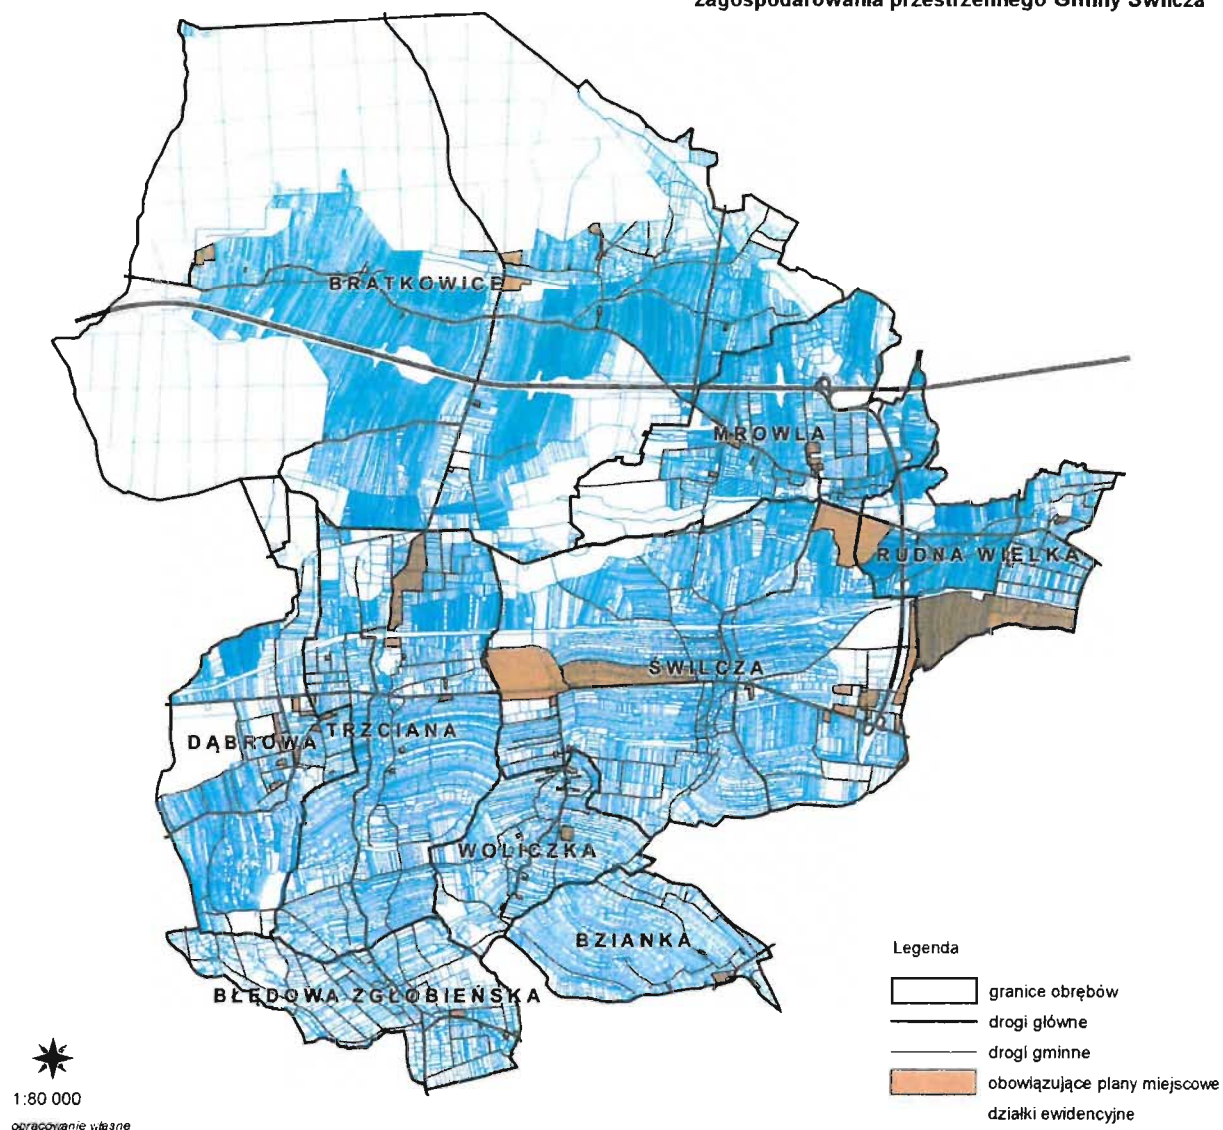 zagospodarowania przestrzennego Gminy Świlcza
BRATKOWICE
MROWLA
RUDNA WIELKA
ŚWILCZA
TRZCIANA
DĄBROWA
WOLICZKA
BZIANKA
BŁĘDOWA ZGŁOBIEŃSKA
Legenda
granice obrębów
drogi główne
drogi gminne
obowiązujące plany miejscowe
działki ewidencyjne
1:80 000
opracowanie własne